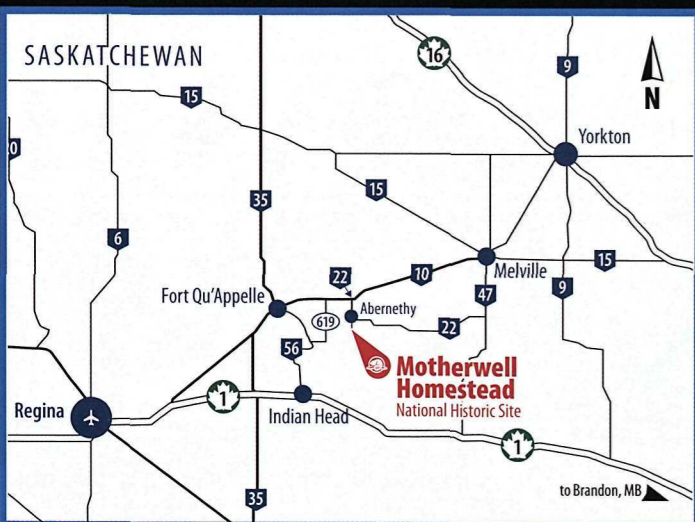 SASKATCHEWAN
16
9
N
15
Yorkton
0
15
35
6
Melville
15
10
22
Fort Qu'Appelle
47
9
Abernethy
619
22
56
Motherwell
Homestead
National Historic Site
1
Regina
Indian Head
1
35
to Brandon, MB